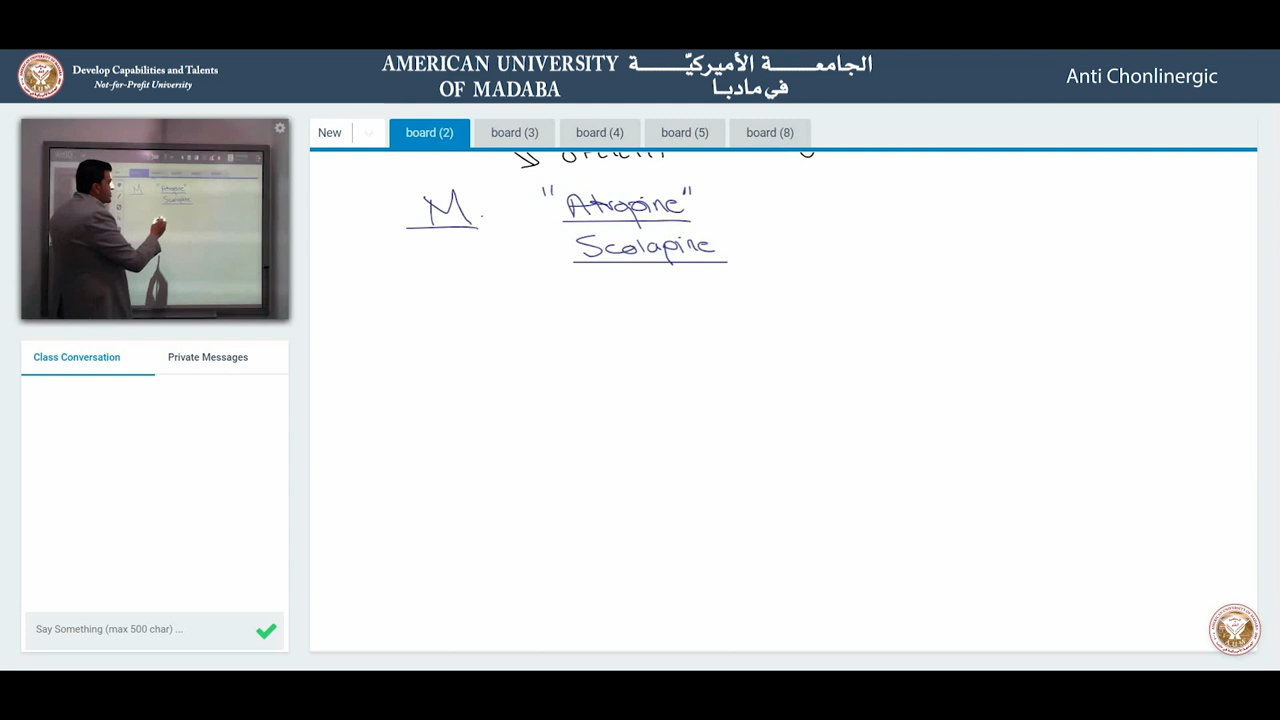 Develop Capabilities and Talents
Not-for-Profit University
AMERICAN UNIVERSITY
OF MADABA
الجامعــــــة الأميركيّــــــــة
في مادبـا
Anti Chonlinergic
New
board (2)
board (3)
board (4)
board (5)
board (8)
M.
"Atropine"
Scolapine
Class Conversation
Private Messages
Say Something (max 500 char) ...